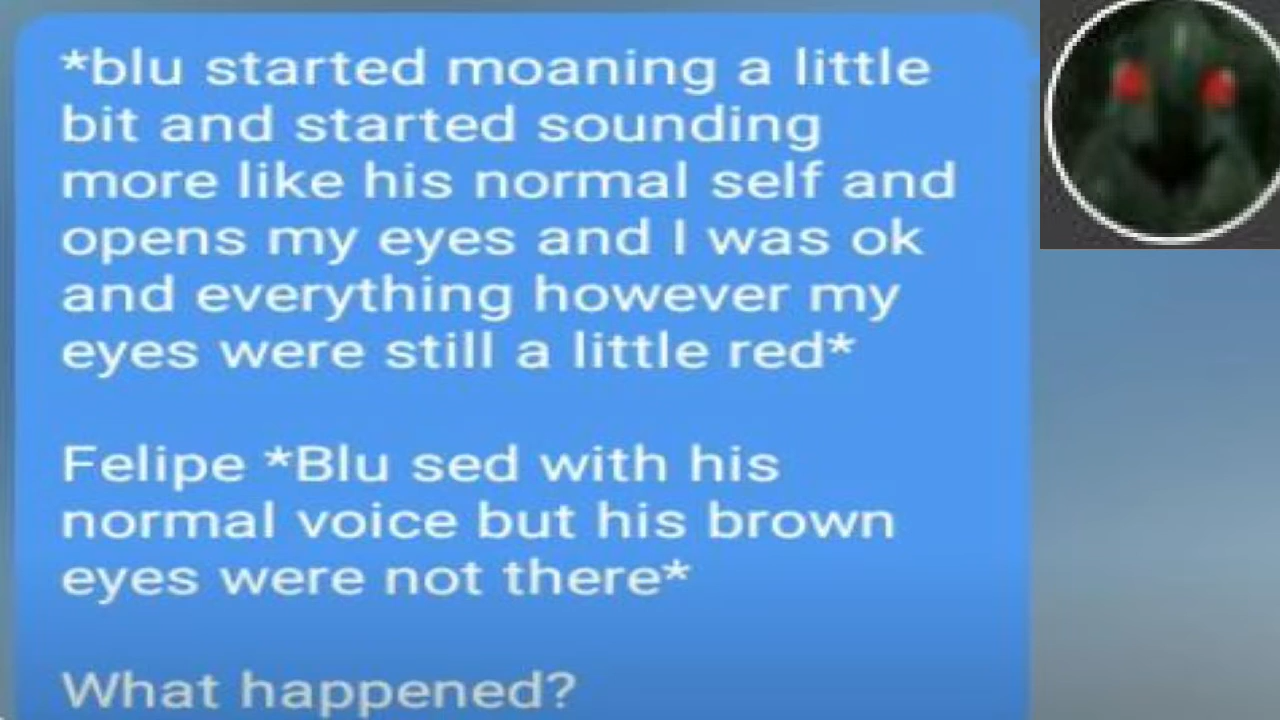 *blu started moaning a little
bit and started sounding
more like his normal self and
opens my eyes and I was ok
and everything however my
eyes were still a little red*
Felipe *Blu sed with his
normal voice but his brown
eyes were not there*
What happened?